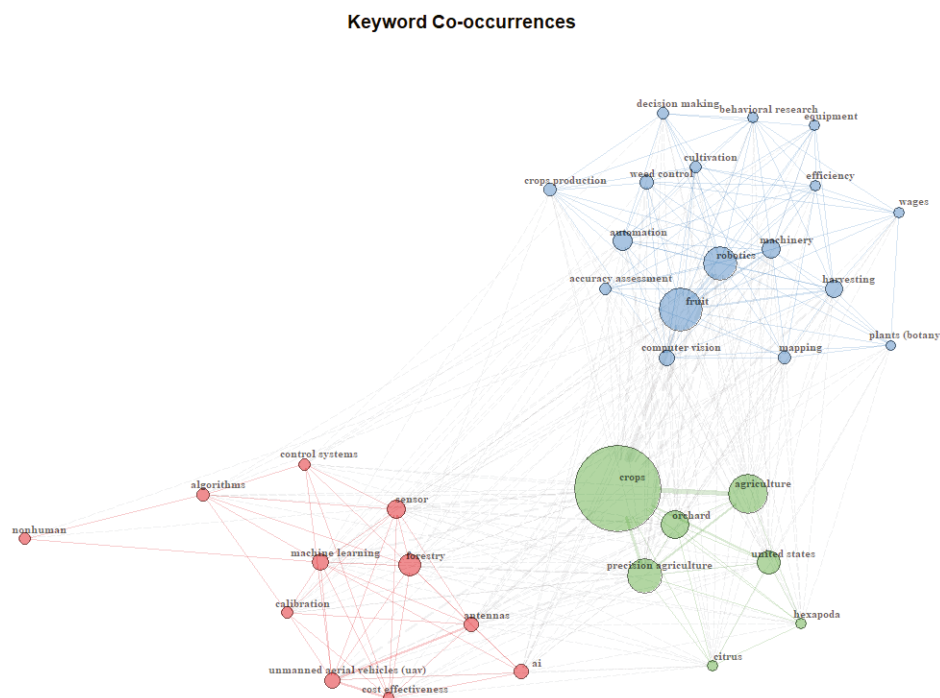 Keyword Co-occurrences
decision making
behavioral research
equipment
cultivation
crops production
weed control
efficiency
wages
automation
machinery
robotics
accuracy assessment
harvesting
fruit
plants (botany
computer vision
mapping
control systems
crops
agriculture
algorithms
sensor
orchard
nonhuman
machine learning
forestry
united states
precision agriculture
calibration
antennas
hexapoda
unmanned aerial vehicles (uav)
ai
citrus
cost effectiveness